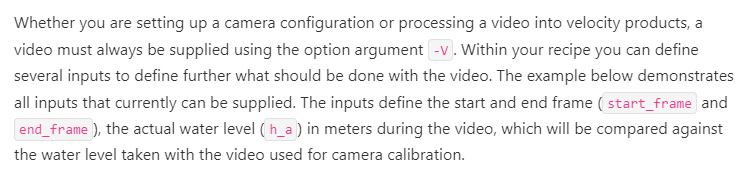 Whether you are setting up a camera configuration or processing a video into velocity products, a
video must always be supplied using the option argument -V. Within your recipe you can define
several inputs to define further what should be done with the video. The example below demonstrates
all inputs that currently can be supplied. The inputs define the start and end frame (start_frame and
end_frame), the actual water level (h_a) in meters during the video, which will be compared against
the water level taken with the video used for camera calibration.